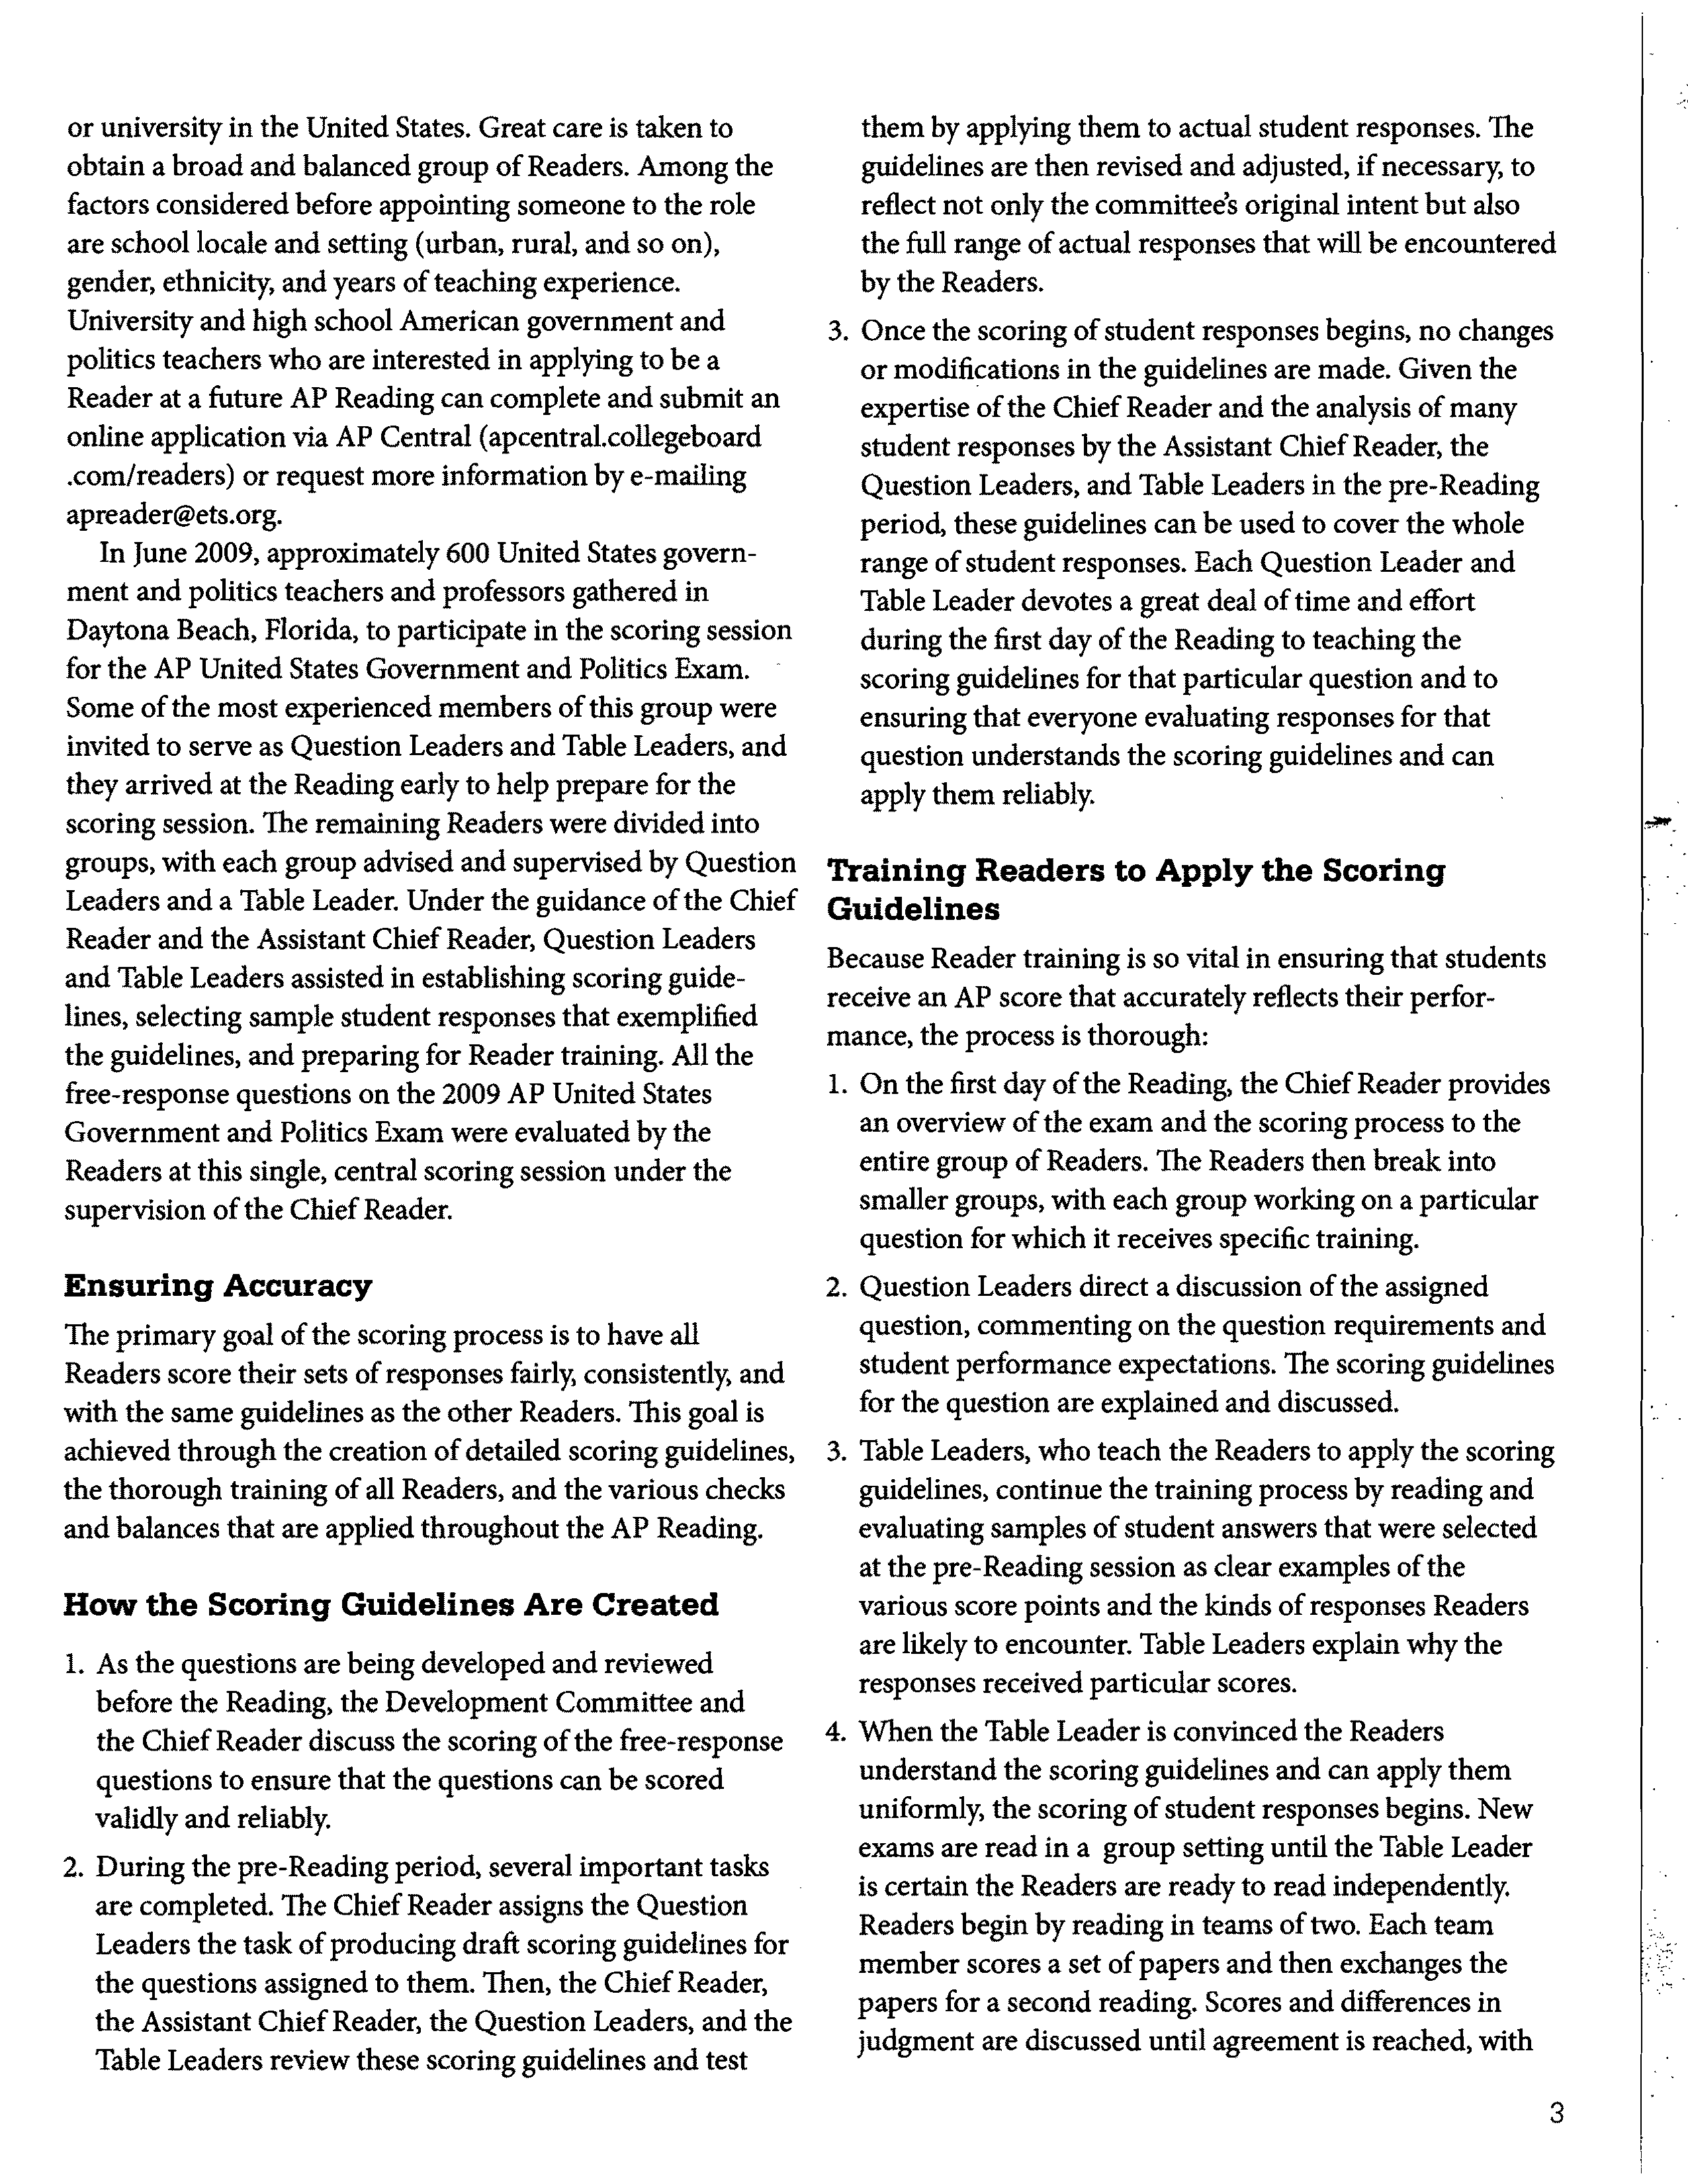 or university in the United States. Great care is taken to
obtain a broad and balanced group of Readers. Among the
factors considered before appointing someone to the role
are school locale and setting (urban, rural, and so on),
gender, ethnicity, and years of teaching experience.
University and high school American government and
politics teachers who are interested in applying to be a
Reader at a future AP Reading can complete and submit an
online application via AP Central (apcentral.collegeboard
.com/readers) or request more information by e-mailing
apreader@ets.org.
In June 2009, approximately 600 United States govern-
ment and politics teachers and professors gathered in
Daytona Beach, Florida, to participate in the scoring session
for the AP United States Government and Politics Exam.
Some of the most experienced members of this group were
invited to serve as Question Leaders and Table Leaders, and
they arrived at the Reading early to help prepare for the
scoring session. The remaining Readers were divided into
groups, with each group advised and supervised by Question
Leaders and a Table Leader. Under the guidance of the Chief
Reader and the Assistant Chief Reader, Question Leaders
and Table Leaders assisted in establishing scoring guide-
lines, selecting sample student responses that exemplified
the guidelines, and preparing for Reader training. All the
free-response questions on the 2009 AP United States
Government and Politics Exam were evaluated by the
Readers at this single, central scoring session under the
supervision of the Chief Reader.
Ensuring Accuracy
The primary goal of the scoring process is to have all
Readers score their sets of responses fairly, consistently, and
with the same guidelines as the other Readers. This goal is
achieved through the creation of detailed scoring guidelines,
the thorough training of all Readers, and the various checks
and balances that are applied throughout the AP Reading.
How the Scoring Guidelines Are Created
1. As the questions are being developed and reviewed
before the Reading, the Development Committee and
the Chief Reader discuss the scoring of the free-response
questions to ensure that the questions can be scored
validly and reliably.
2. During the pre-Reading period, several important tasks
are completed. The Chief Reader assigns the Question
Leaders the task of producing draft scoring guidelines for
the questions assigned to them. Then, the Chief Reader,
the Assistant Chief Reader, the Question Leaders, and the
Table Leaders review these scoring guidelines and test
them by applying them to actual student responses. The
guidelines are then revised and adjusted, if necessary, to
reflect not only the committee's original intent but also
the full range of actual responses that will be encountered
by the Readers.
3. Once the scoring of student responses begins, no changes
or modifications in the guidelines are made. Given the
expertise of the Chief Reader and the analysis of many
student responses by the Assistant Chief Reader, the
Question Leaders, and Table Leaders in the pre-Reading
period, these guidelines can be used to cover the whole
range of student responses. Each Question Leader and
Table Leader devotes a great deal of time and effort
during the first day of the Reading to teaching the
scoring guidelines for that particular question and to
ensuring that everyone evaluating responses for that
question understands the scoring guidelines and can
apply them reliably.
Training Readers to Apply the Scoring
Guidelines
Because Reader training is so vital in ensuring that students
receive an AP score that accurately reflects their perfor-
mance, the process is thorough:
1. On the first day of the Reading, the Chief Reader provides
an overview of the exam and the scoring process to the
entire group of Readers. The Readers then break into
smaller groups, with each group working on a particular
question for which it receives specific training.
2. Question Leaders direct a discussion of the assigned
question, commenting on the question requirements and
student performance expectations. The scoring guidelines
for the question are explained and discussed.
3. Table Leaders, who teach the Readers to apply the scoring
guidelines, continue the training process by reading and
evaluating samples of student answers that were selected
at the pre-Reading session as clear examples of the
various score points and the kinds of responses Readers
are likely to encounter. Table Leaders explain why the
responses received particular scores.
4. When the Table Leader is convinced the Readers
understand the scoring guidelines and can apply them
uniformly, the scoring of student responses begins. New
exams are read in a group setting until the Table Leader
is certain the Readers are ready to read independently.
Readers begin by reading in teams of two. Each team
member scores a set of papers and then exchanges the
papers for a second reading. Scores and differences in
judgment are discussed until agreement is reached, with
3